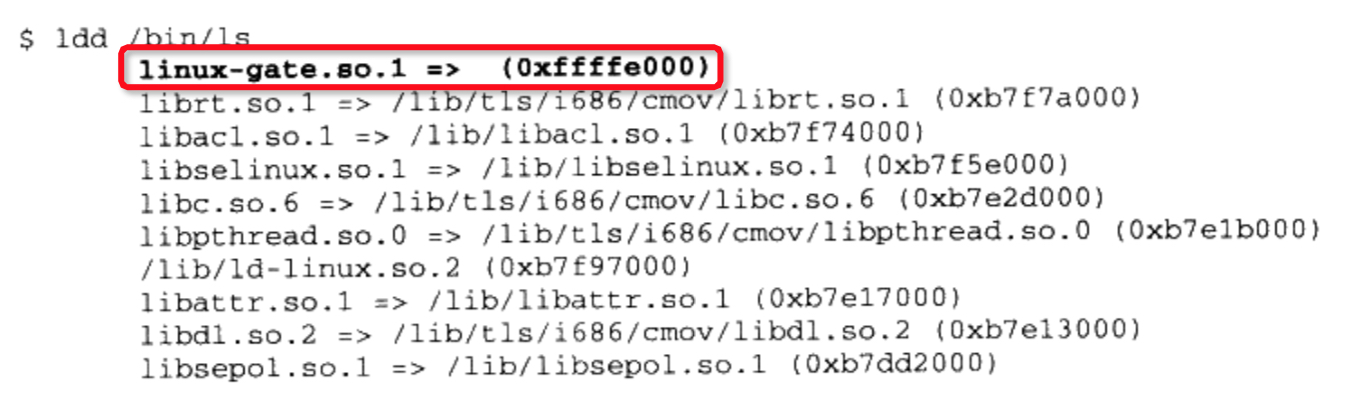 $ ldd /bin/ls
linux-gate.so.1 => (0xffffe000)
librt.so.1 => /lib/tls/i686/cmov/librt.so.1 (0xb7f7a000)
libacl.so.1 => /lib/libacl.so.1 (0xb7f74000)
libselinux.so.1 => /lib/libselinux.so.1 (0xb7f5e000)
libc.so.6 => /lib/tls/i686/cmov/libc.so.6 (0xb7e2d000)
libpthread.so.0 => /lib/tls/i686/cmov/libpthread.so.0 (0xb7e1b000)
/lib/ld-linux.so.2 (0xb7f97000)
libattr.so.1 => /lib/libattr.so.1 (0xb7e17000)
libdl.so.2 => /lib/tls/i686/cmov/libdl.so.2 (0xb7e13000)
libsepol.so.1 => /lib/libsepol.so.1 (0xb7dd2000)